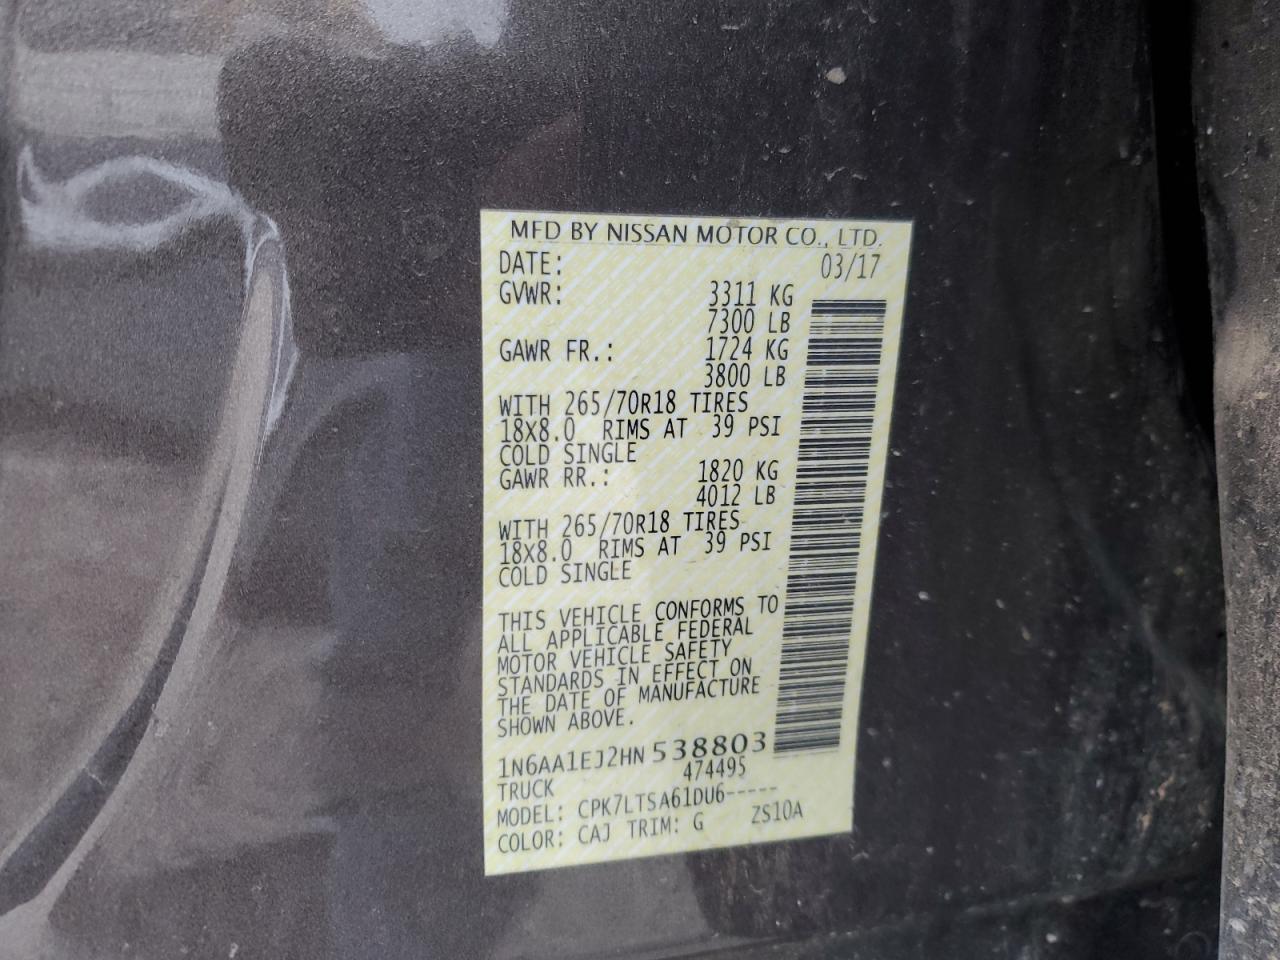 MFD BY NISSAN MOTOR CO., LTD.
DATE: 03/17
GVWR: 3311 KG
7300 LB
GAWR FR.: 1724 KG
3800 LB
WITH 265/70R18 TIRES
18X8.0 RIMS AT 39 PSI
COLD SINGLE
GAWR RR.: 1820 KG
4012 LB
WITH 265/70R18 TIRES
18X8.0 RIMS AT 39 PSI
COLD SINGLE
THIS VEHICLE CONFORMS TO
ALL APPLICABLE FEDERAL
MOTOR VEHICLE SAFETY
STANDARDS IN EFFECT ON
THE DATE OF MANUFACTURE
SHOWN ABOVE.
1N6AA1EJ2HN538803
TRUCK 474495
MODEL: CPK7LTSA61DU6-----
COLOR: CAJ TRIM: G ZS10A